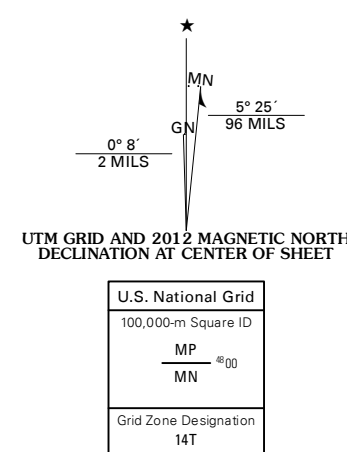 ★
MN
5° 25´
96 MILS
GN
0° 8´
2 MILS
UTM GRID AND 2012 MAGNETIC NORTH
DECLINATION AT CENTER OF SHEET
U.S. National Grid
100,000-m Square ID
MP
4800
MN
Grid Zone Designation
14T